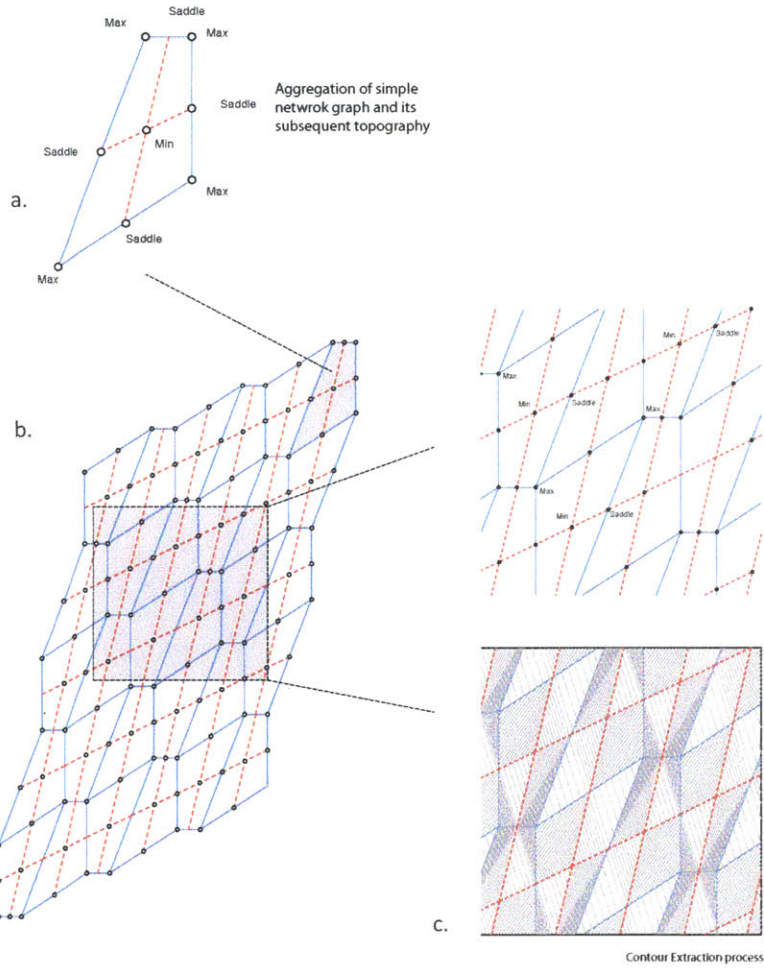 Saddle
Max
Max
Aggregation of simple
netwrok graph and its
subsequent topography
Saddle
Min
Saddle
Max
a.
Saddle
Max
b.
Min
Saddle
Max
Min
Saddle
Max
Max
Min
Saddle
c.
Contour Extraction process